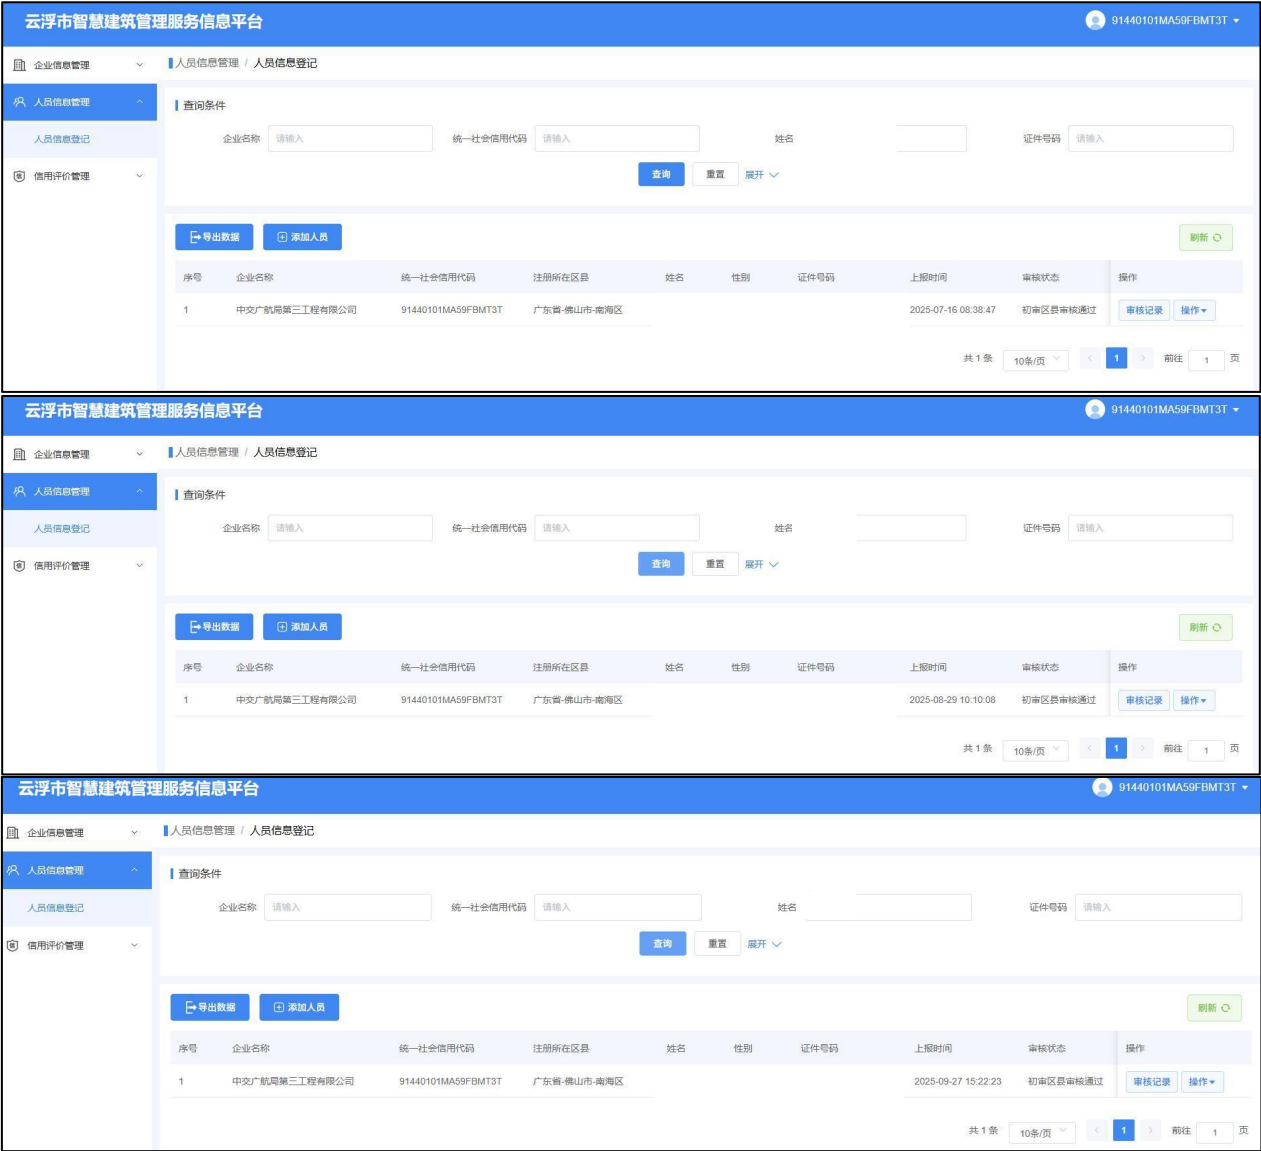 云浮市智慧建筑管理服务信息平台 91440101MA59FBMT3T
企业信息管理 人员信息管理 / 人员信息登记
人员信息管理 查询条件
人员信息登记 企业名称 请输入 统一社会信用代码 请输入 姓名 证件号码 请输入
信用评价管理 查询 重置 展开
导出数据 添加人员 刷新
序号 企业名称 统一社会信用代码 注册所在区县 姓名 性别 证件号码 上报时间 审核状态 操作
1 中交广航局第三工程有限公司 91440101MA59FBMT3T 广东省-佛山市-南海区 2025-07-16 08:38:47 初审区县审核通过 审核记录 操作
共 1 条 10条/页 1 前往 1 页
云浮市智慧建筑管理服务信息平台 91440101MA59FBMT3T
企业信息管理 人员信息管理 / 人员信息登记
人员信息管理 查询条件
人员信息登记 企业名称 请输入 统一社会信用代码 请输入 姓名 证件号码 请输入
信用评价管理 查询 重置 展开
导出数据 添加人员 刷新
序号 企业名称 统一社会信用代码 注册所在区县 姓名 性别 证件号码 上报时间 审核状态 操作
1 中交广航局第三工程有限公司 91440101MA59FBMT3T 广东省-佛山市-南海区 2025-08-29 10:10:08 初审区县审核通过 审核记录 操作
共 1 条 10条/页 1 前往 1 页
云浮市智慧建筑管理服务信息平台 91440101MA59FBMT3T
企业信息管理 人员信息管理 / 人员信息登记
人员信息管理 查询条件
人员信息登记 企业名称 请输入 统一社会信用代码 请输入 姓名 证件号码 请输入
信用评价管理 查询 重置 展开
导出数据 添加人员 刷新
序号 企业名称 统一社会信用代码 注册所在区县 姓名 性别 证件号码 上报时间 审核状态 操作
1 中交广航局第三工程有限公司 91440101MA59FBMT3T 广东省-佛山市-南海区 2025-09-27 15:22:23 初审区县审核通过 审核记录 操作
共 1 条 10条/页 1 前往 1 页